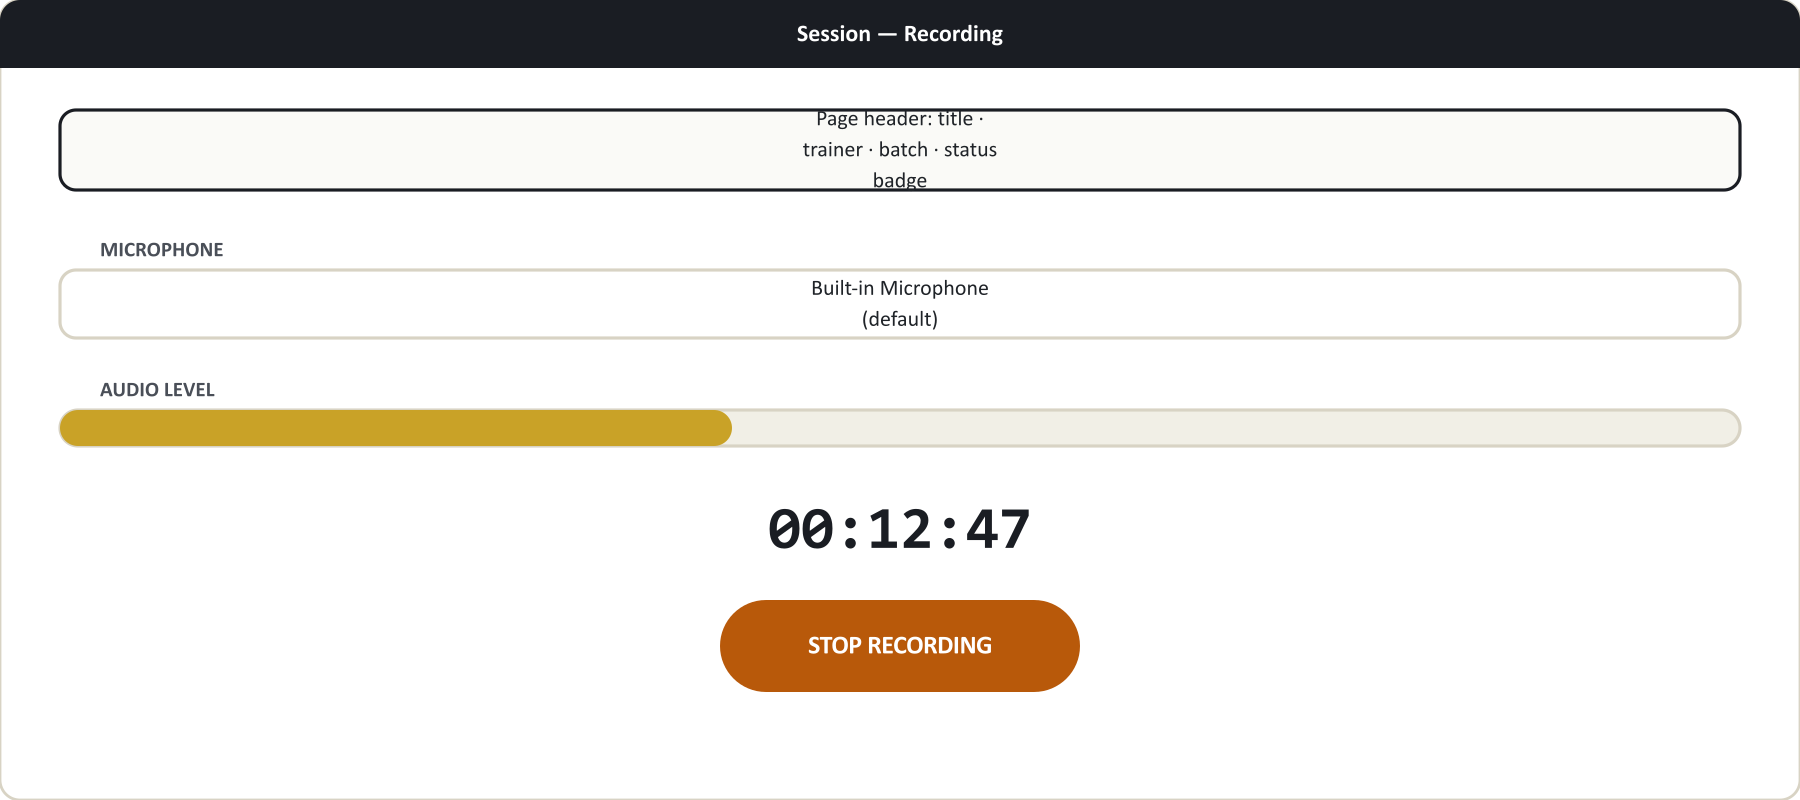 Session — Recording
Page header: title ·
trainer · batch · status
badge
MICROPHONE
Built-in Microphone
(default)
AUDIO LEVEL
00:12:47
STOP RECORDING